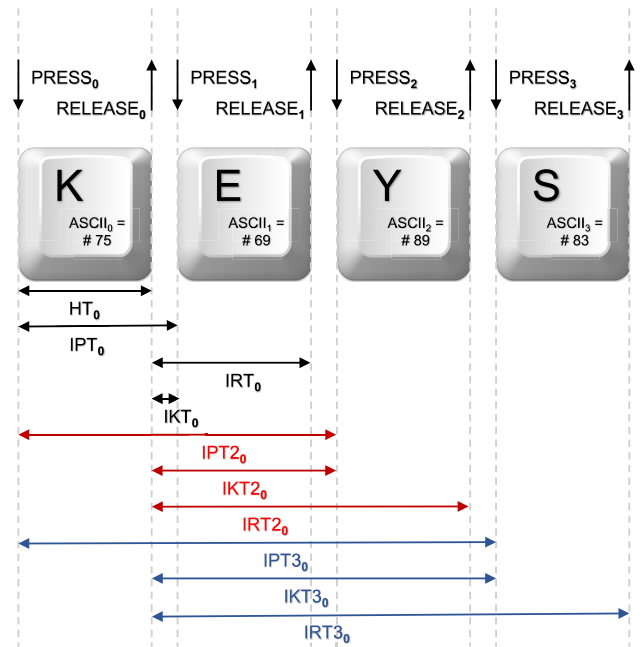 PRESS₀ PRESS₁ PRESS₂ PRESS₃
RELEASE₀ RELEASE₁ RELEASE₂ RELEASE₃
K E Y S
ASCII₀ = ASCII₁ = ASCII₂ = ASCII₃ =
# 75 # 69 # 89 # 83
HT₀
IPT₀
IRT₀
IKT₀
IPT2₀
IKT2₀
IRT2₀
IPT3₀
IKT3₀
IRT3₀